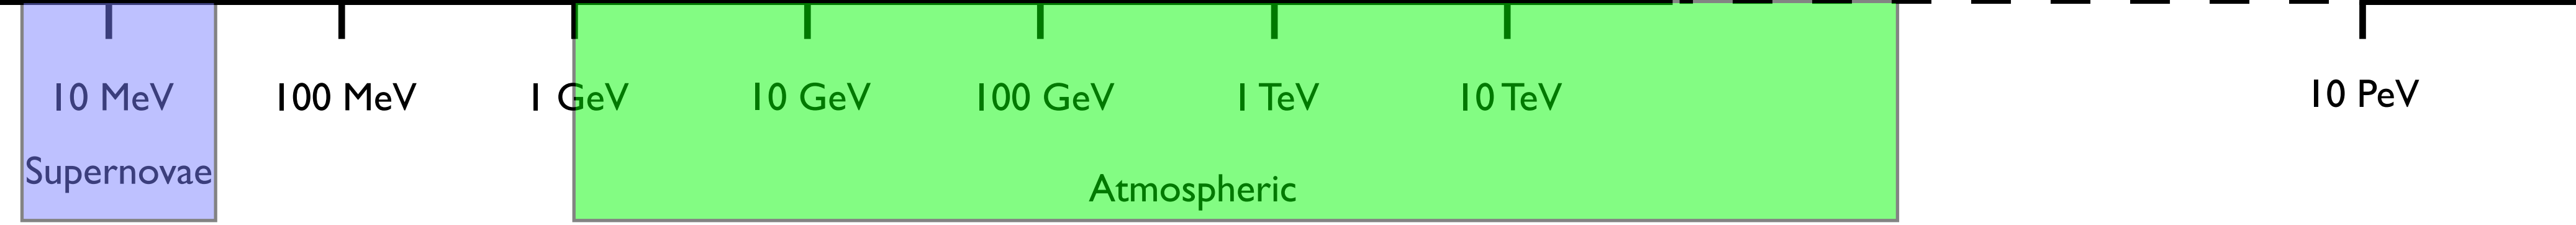 10 MeV 100 MeV 1 GeV 10 GeV 100 GeV 1 TeV 10 TeV 10 PeV
Supernovae
Atmospheric